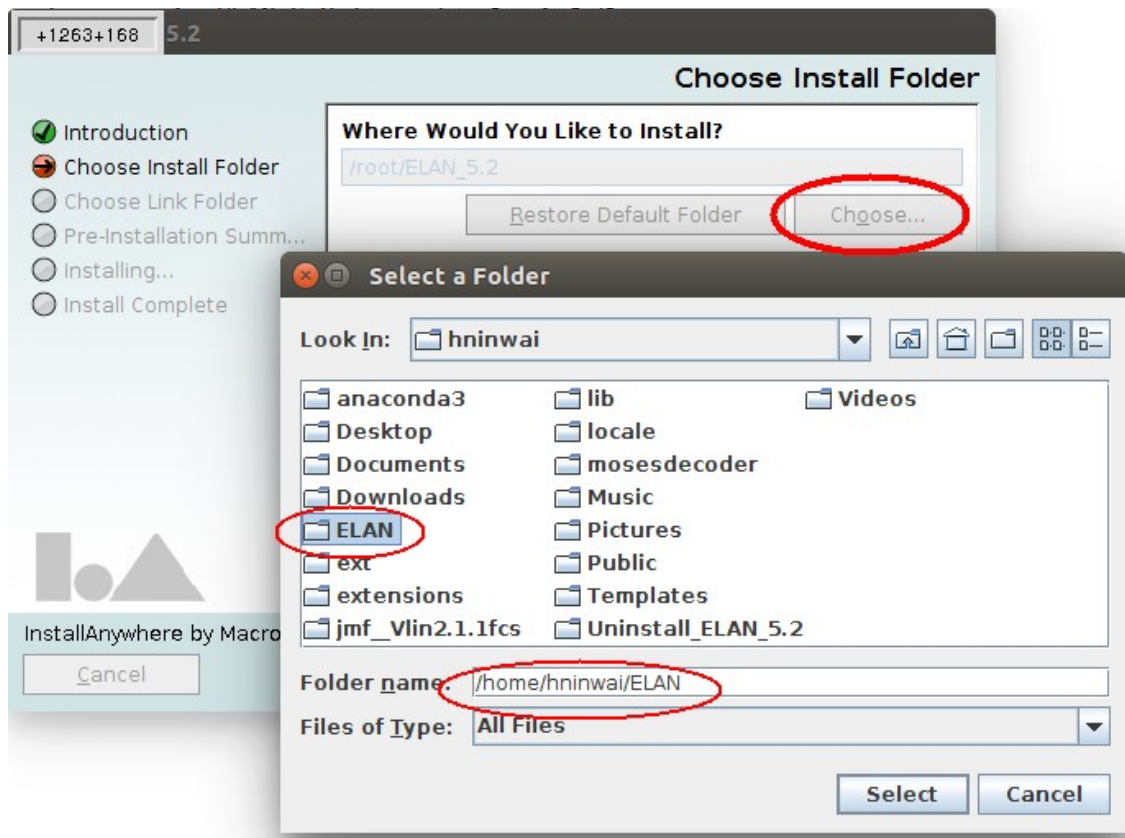 +1263+168 5.2
Choose Install Folder
Introduction
Choose Install Folder
Choose Link Folder
Pre-Installation Summ...
Installing...
Install Complete
Where Would You Like to Install?
/root/ELAN_5.2
Restore Default Folder
Choose...
Select a Folder
Look In: hninwai
anaconda3 lib Videos
Desktop locale
Documents mosesdecoder
Downloads Music
ELAN Pictures
ext Public
extensions Templates
jmf__Vlin2.1.1fcs Uninstall_ELAN_5.2
InstallAnywhere by Macro
Cancel
Folder name: /home/hninwai/ELAN
Files of Type: All Files
Select Cancel